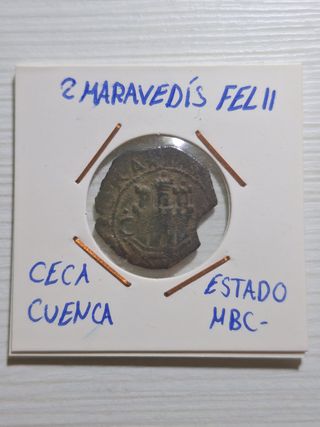 2 MARAVEDÍS FEL II
CECA
CUENCA
ESTADO
MBC-